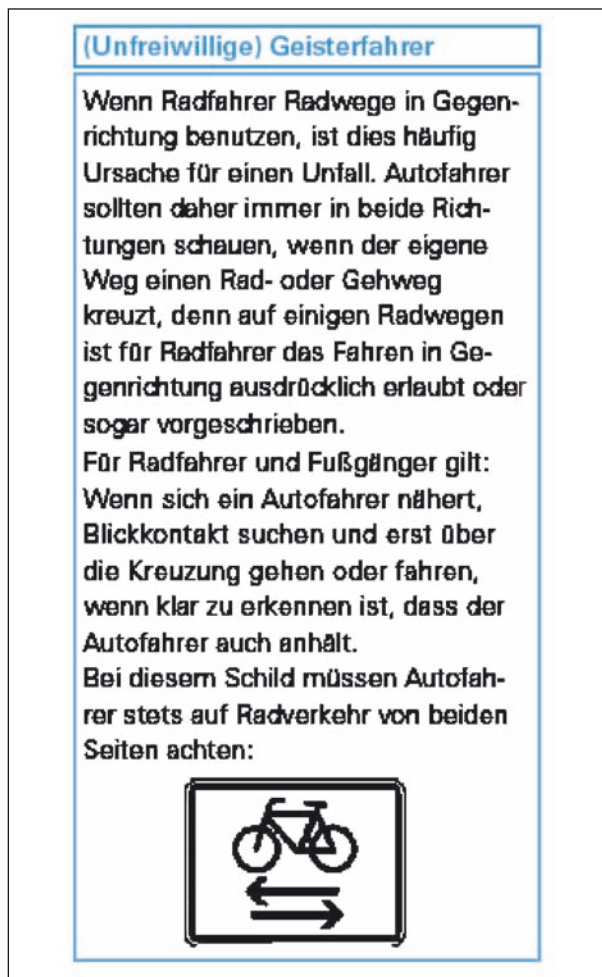 (Unfreiwillige) Geisterfahrer
Wenn Radfahrer Radwege in Gegen-
richtung benutzen, ist dies häufig
Ursache für einen Unfall. Autofahrer
sollten daher immer in beide Rich-
tungen schauen, wenn der eigene
Weg einen Rad- oder Gehweg
kreuzt, denn auf einigen Radwegen
ist für Radfahrer das Fahren in Ge-
genrichtung ausdrücklich erlaubt oder
sogar vorgeschrieben.
Für Radfahrer und Fußgänger gilt:
Wenn sich ein Autofahrer nähert,
Blickkontakt suchen und erst über
die Kreuzung gehen oder fahren,
wenn klar zu erkennen ist, dass der
Autofahrer auch anhält.
Bei diesem Schild müssen Autofah-
rer stets auf Radverkehr von beiden
Seiten achten: